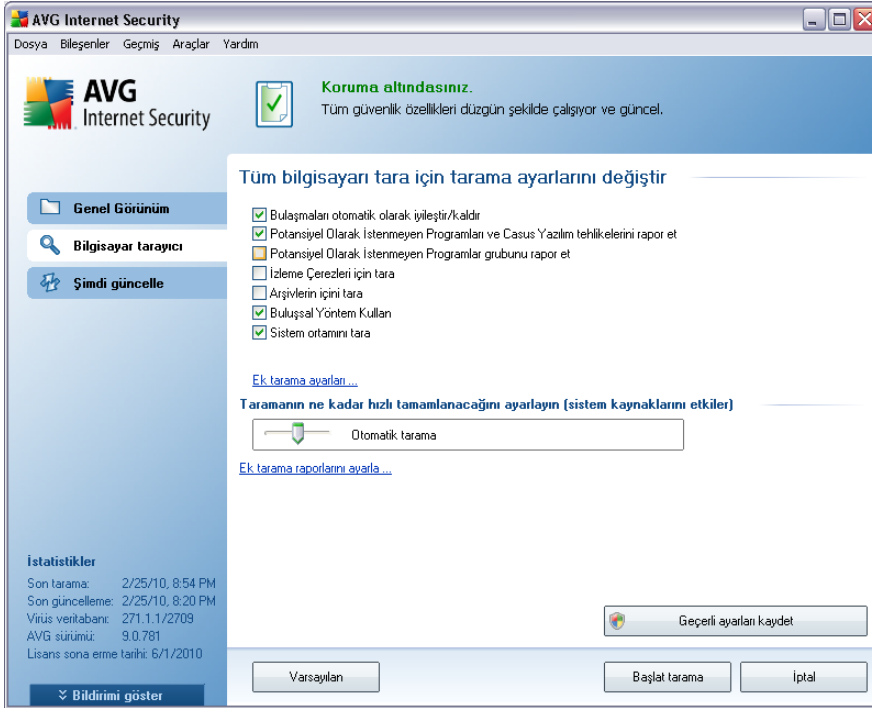 AVG Internet Security
Dosya Bileşenler Geçmiş Araçlar Yardım
AVG
Internet Security
Koruma altındasınız.
Tüm güvenlik özellikleri düzgün şekilde çalışıyor ve güncel.
Genel Görünüm
Bilgisayar tarayıcı
Şimdi güncelle
Tüm bilgisayarı tara için tarama ayarlarını değiştir
Bulaşmaları otomatik olarak iyileştir/kaldır
Potansiyel Olarak İstenmeyen Programları ve Casus Yazılım tehlikelerini rapor et
Potansiyel Olarak İstenmeyen Programlar grubunu rapor et
İzleme Çerezleri için tara
Arşivlerin içini tara
Buluşsal Yöntem Kullan
Sistem ortamını tara
Ek tarama ayarları ...
Taramanın ne kadar hızlı tamamlanacağını ayarlayın (sistem kaynaklarını etkiler)
Otomatik tarama
Ek tarama raporlarını ayarla ...
İstatistikler
Son tarama: 2/25/10, 8:54 PM
Son güncelleme: 2/25/10, 8:20 PM
Virüs veritabanı: 271.1.1/2709
AVG sürümü: 9.0.781
Lisans sona erme tarihi: 6/1/2010
Bildirimi göster
Geçerli ayarları kaydet
Varsayılan
Başlat tarama
İptal